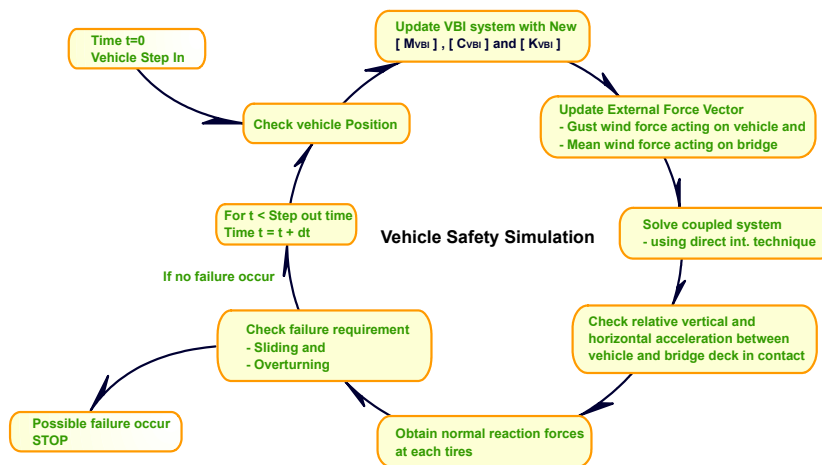 Time t=0
Vehicle Step In
Update VBI system with New
[ MVBI ] , [ CVBI ] and [ KVBI ]
Check vehicle Position
Update External Force Vector
- Gust wind force acting on vehicle and
- Mean wind force acting on bridge
For t < Step out time
Time t = t + dt
Vehicle Safety Simulation
Solve coupled system
- using direct int. technique
If no failure occur
Check failure requirement
- Sliding and
- Overturning
Check relative vertical and
horizontal acceleration between
vehicle and bridge deck in contact
Possible failure occur
STOP
Obtain normal reaction forces
at each tires